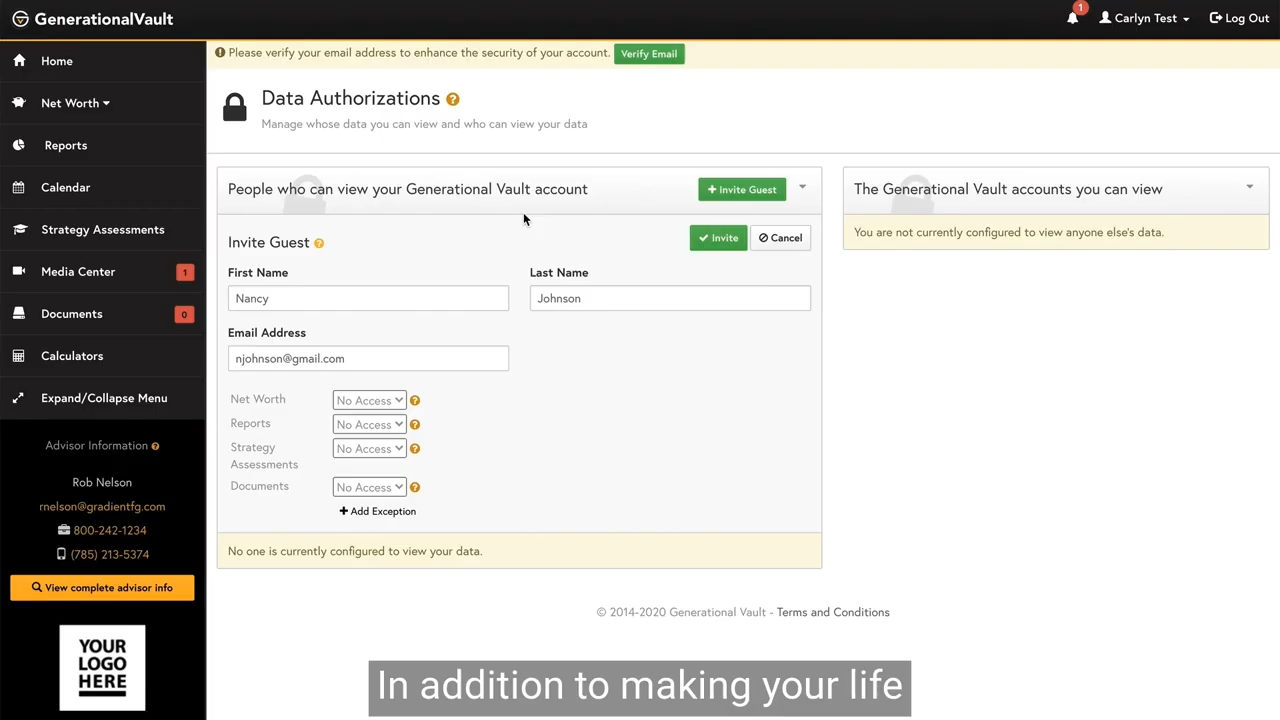 GenerationalVault
1
Carlyn Test
Log Out
Please verify your email address to enhance the security of your account.
Verify Email
Home
Net Worth
Reports
Calendar
Strategy Assessments
Media Center
1
Documents
0
Calculators
Expand/Collapse Menu
Advisor Information
Rob Nelson
rnelson@gradientfg.com
800-242-1234
(785) 213-5374
View complete advisor info
YOUR
LOGO
HERE
Data Authorizations
Manage whose data you can view and who can view your data
People who can view your Generational Vault account
Invite Guest
Invite Guest
Invite
Cancel
First Name
Last Name
Nancy
Johnson
Email Address
njohnson@gmail.com
Net Worth
No Access
Reports
No Access
Strategy
Assessments
No Access
Documents
No Access
Add Exception
No one is currently configured to view your data.
The Generational Vault accounts you can view
You are not currently configured to view anyone else's data.
© 2014-2020 Generational Vault - Terms and Conditions
In addition to making your life